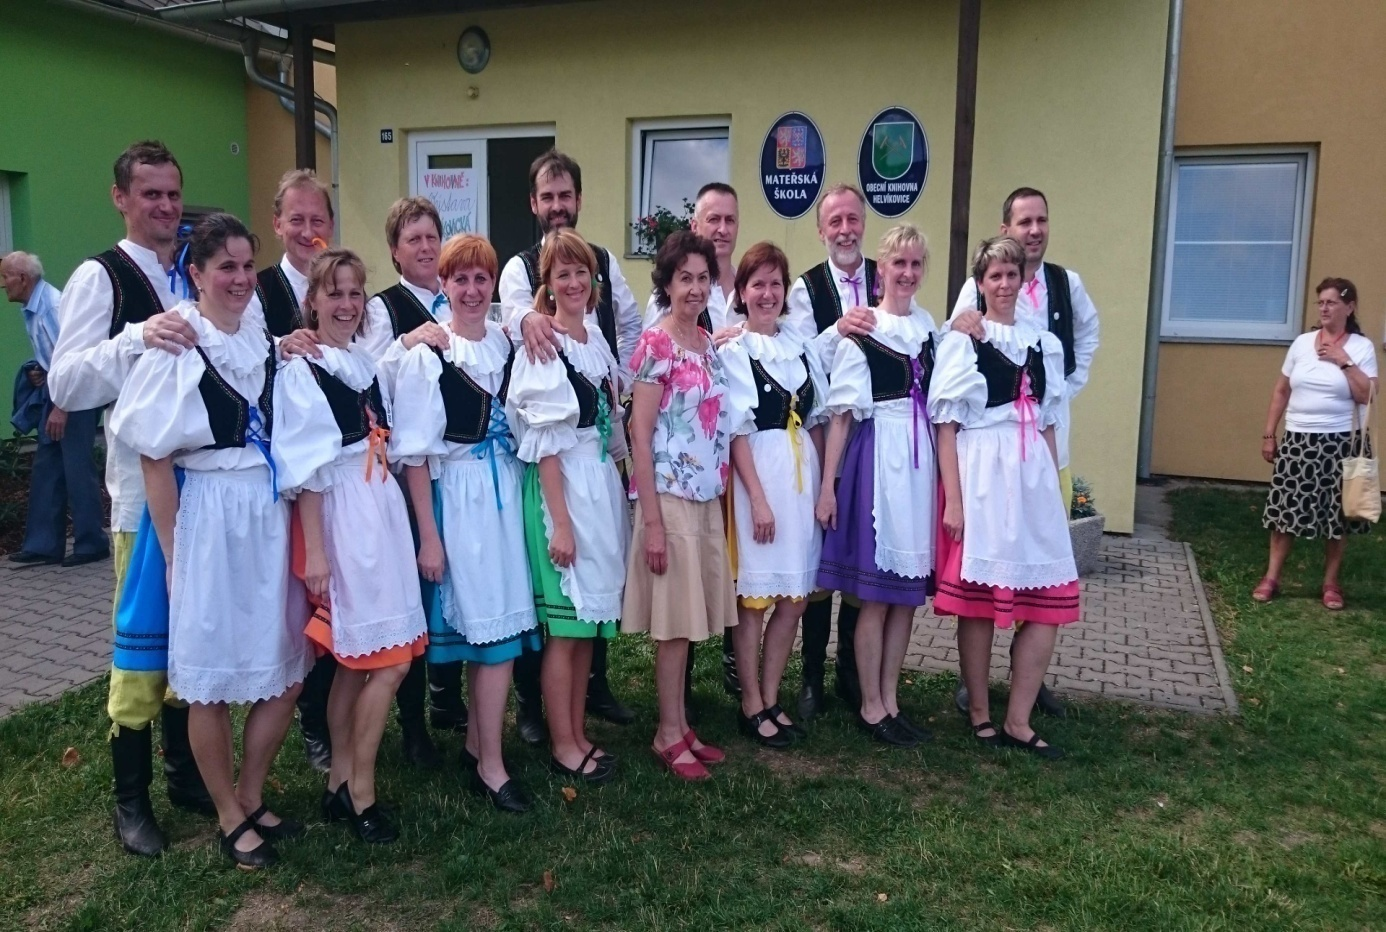 165
V KNIHOVNĚ:
MATEŘSKÁ
ŠKOLA
OBECNÍ KNIHOVNA
HELVÍKOVICE